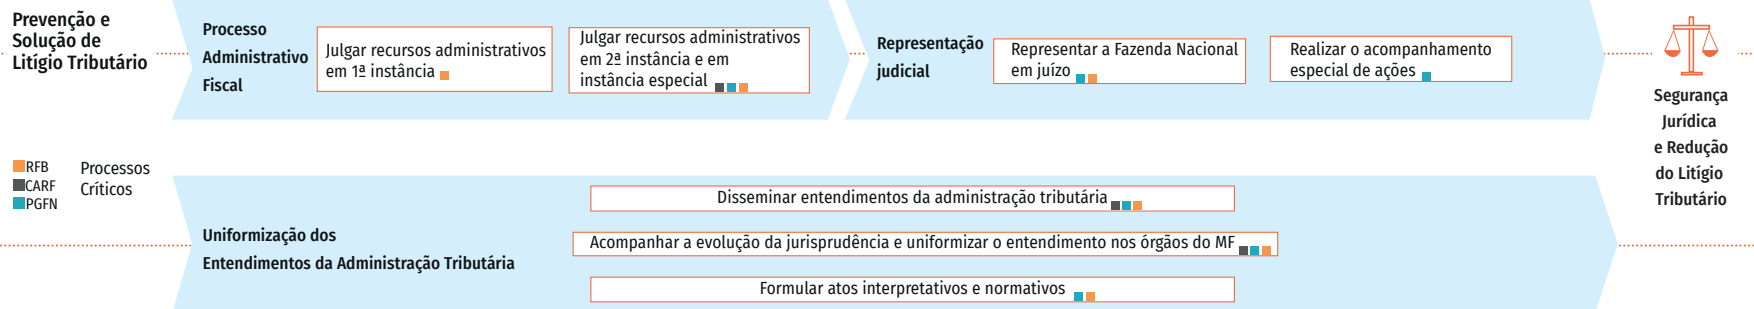 Prevenção e
Solução de
Litígio Tributário
Processo
Administrativo
Fiscal
Julgar recursos administrativos
em 1ª instância
Julgar recursos administrativos
em 2ª instância e em
instância especial
Representação
judicial
Representar a Fazenda Nacional
em juízo
Realizar o acompanhamento
especial de ações
Segurança
Jurídica
e Redução
do Litígio
Tributário
RFB
CARF
PGFN
Processos
Críticos
Uniformização dos
Entendimentos da Administração Tributária
Disseminar entendimentos da administração tributária
Acompanhar a evolução da jurisprudência e uniformizar o entendimento nos órgãos do MF
Formular atos interpretativos e normativos